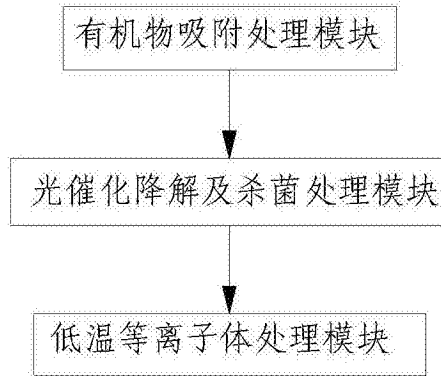 有机物吸附处理模块
光催化降解及杀菌处理模块
低温等离子体处理模块